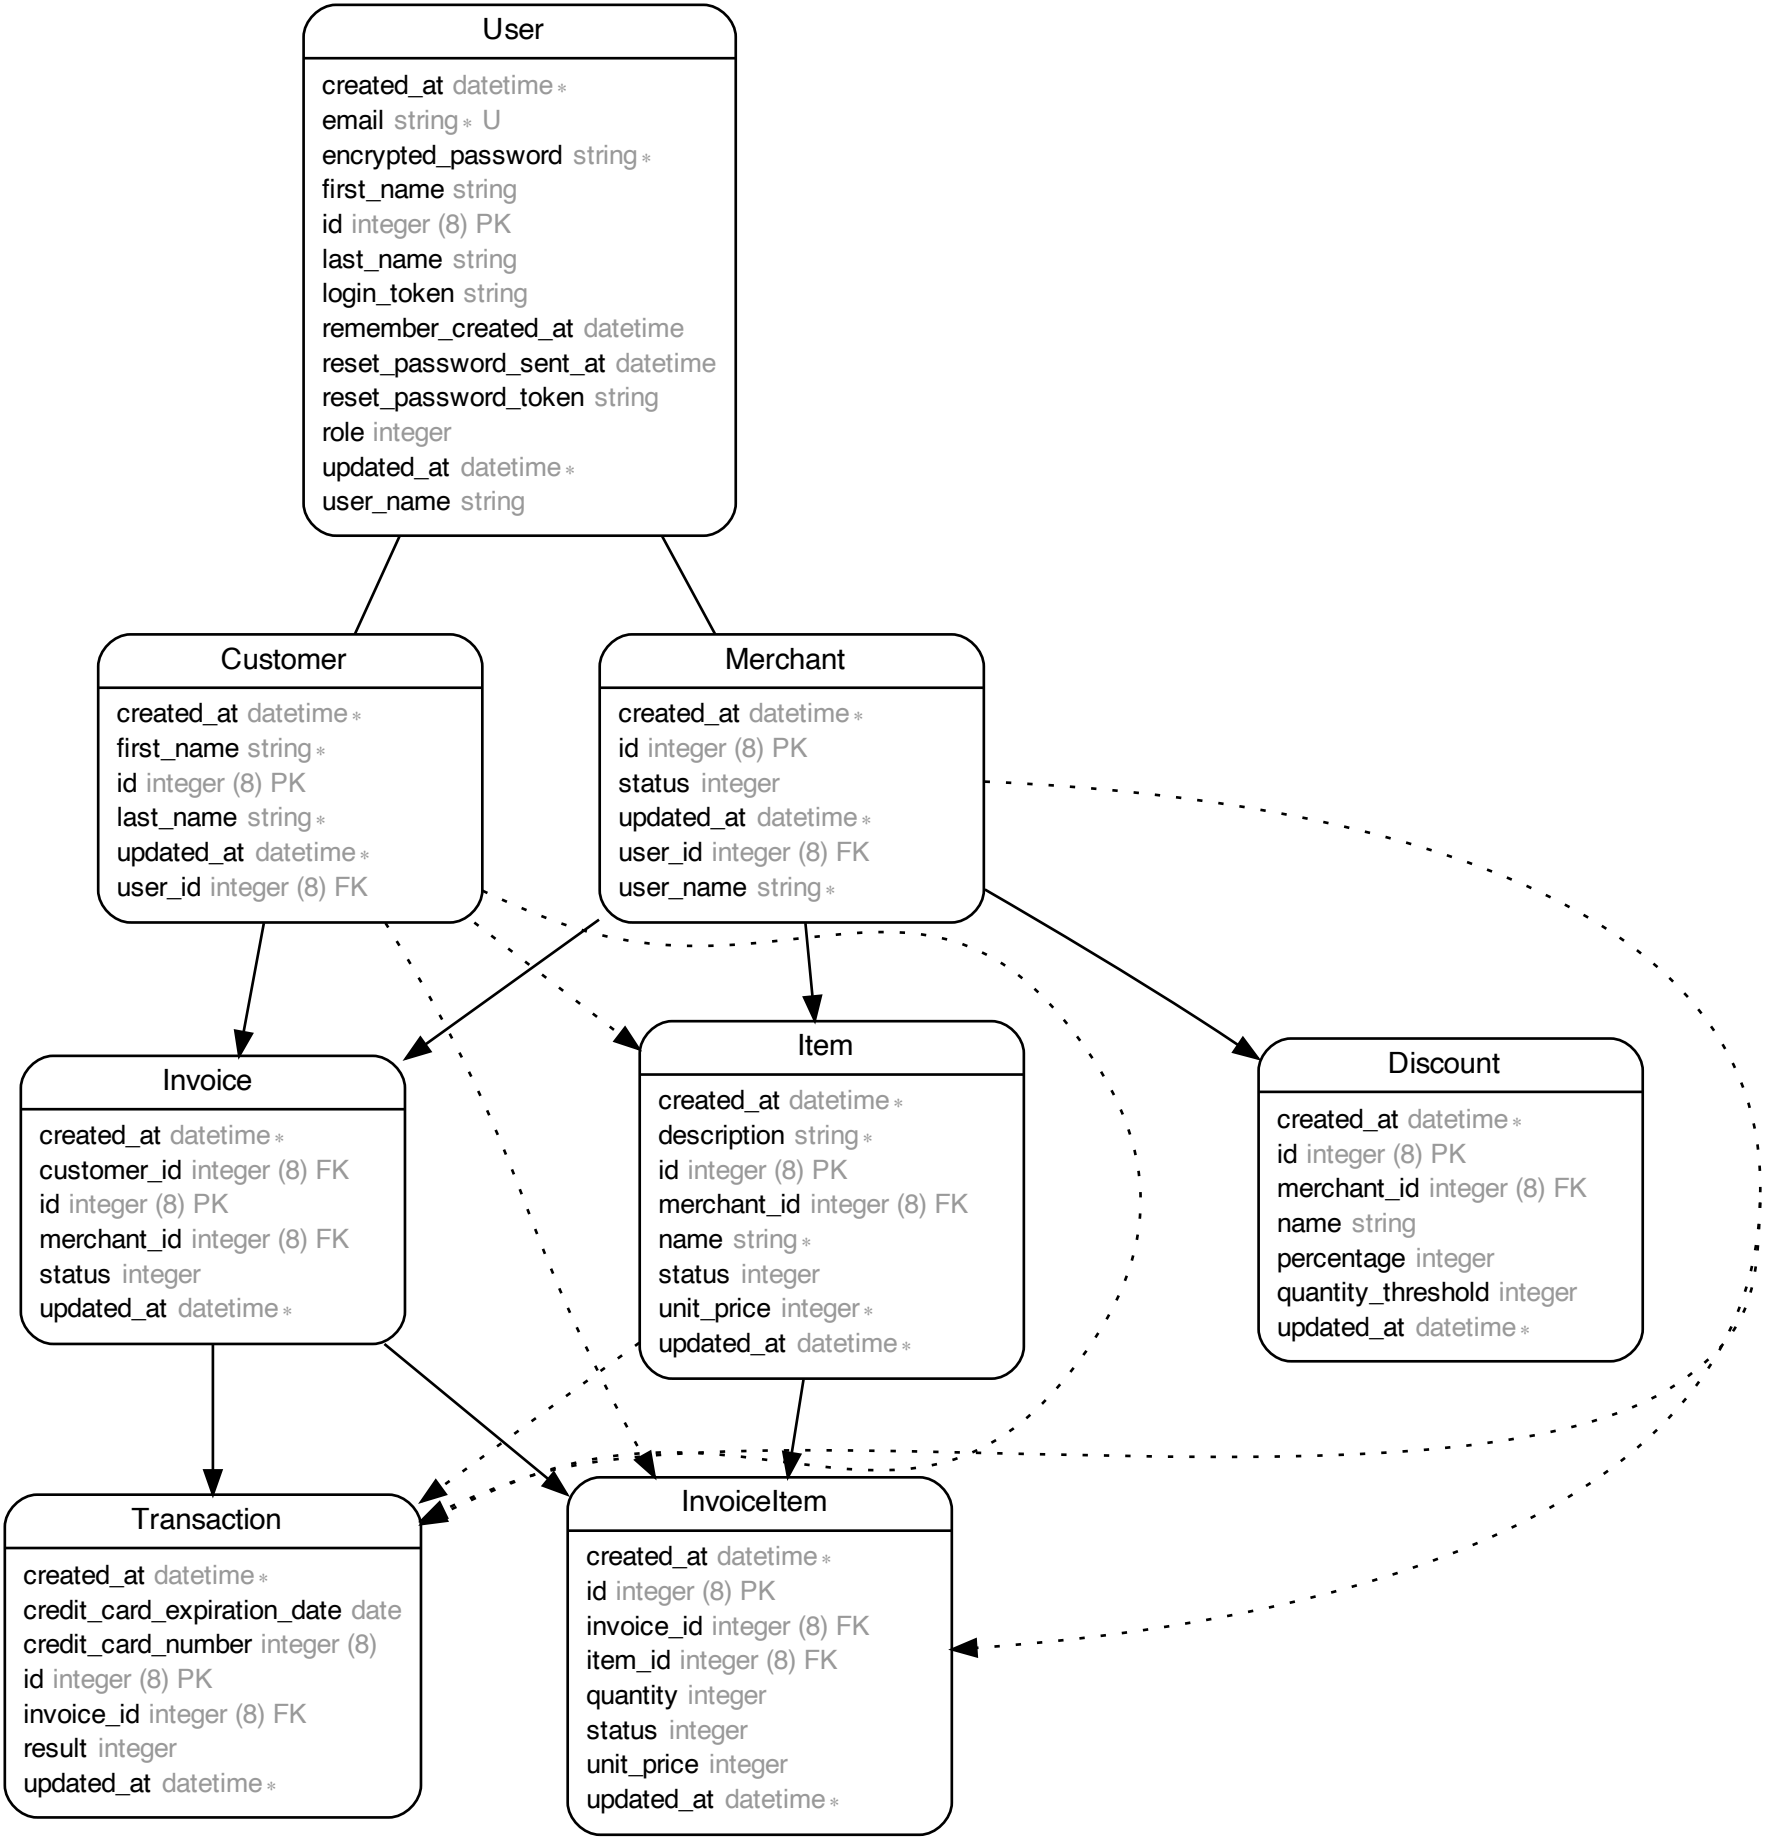 User
created_at datetime *
email string * U
encrypted_password string *
first_name string
id integer (8) PK
last_name string
login_token string
remember_created_at datetime
reset_password_sent_at datetime
reset_password_token string
role integer
updated_at datetime *
user_name string
Customer
created_at datetime *
first_name string *
id integer (8) PK
last_name string *
updated_at datetime *
user_id integer (8) FK
Merchant
created_at datetime *
id integer (8) PK
status integer
updated_at datetime *
user_id integer (8) FK
user_name string *
Invoice
created_at datetime *
customer_id integer (8) FK
id integer (8) PK
merchant_id integer (8) FK
status integer
updated_at datetime *
Item
created_at datetime *
description string *
id integer (8) PK
merchant_id integer (8) FK
name string *
status integer
unit_price integer *
updated_at datetime *
Discount
created_at datetime *
id integer (8) PK
merchant_id integer (8) FK
name string
percentage integer
quantity_threshold integer
updated_at datetime *
Transaction
created_at datetime *
credit_card_expiration_date date
credit_card_number integer (8)
id integer (8) PK
invoice_id integer (8) FK
result integer
updated_at datetime *
InvoiceItem
created_at datetime *
id integer (8) PK
invoice_id integer (8) FK
item_id integer (8) FK
quantity integer
status integer
unit_price integer
updated_at datetime *